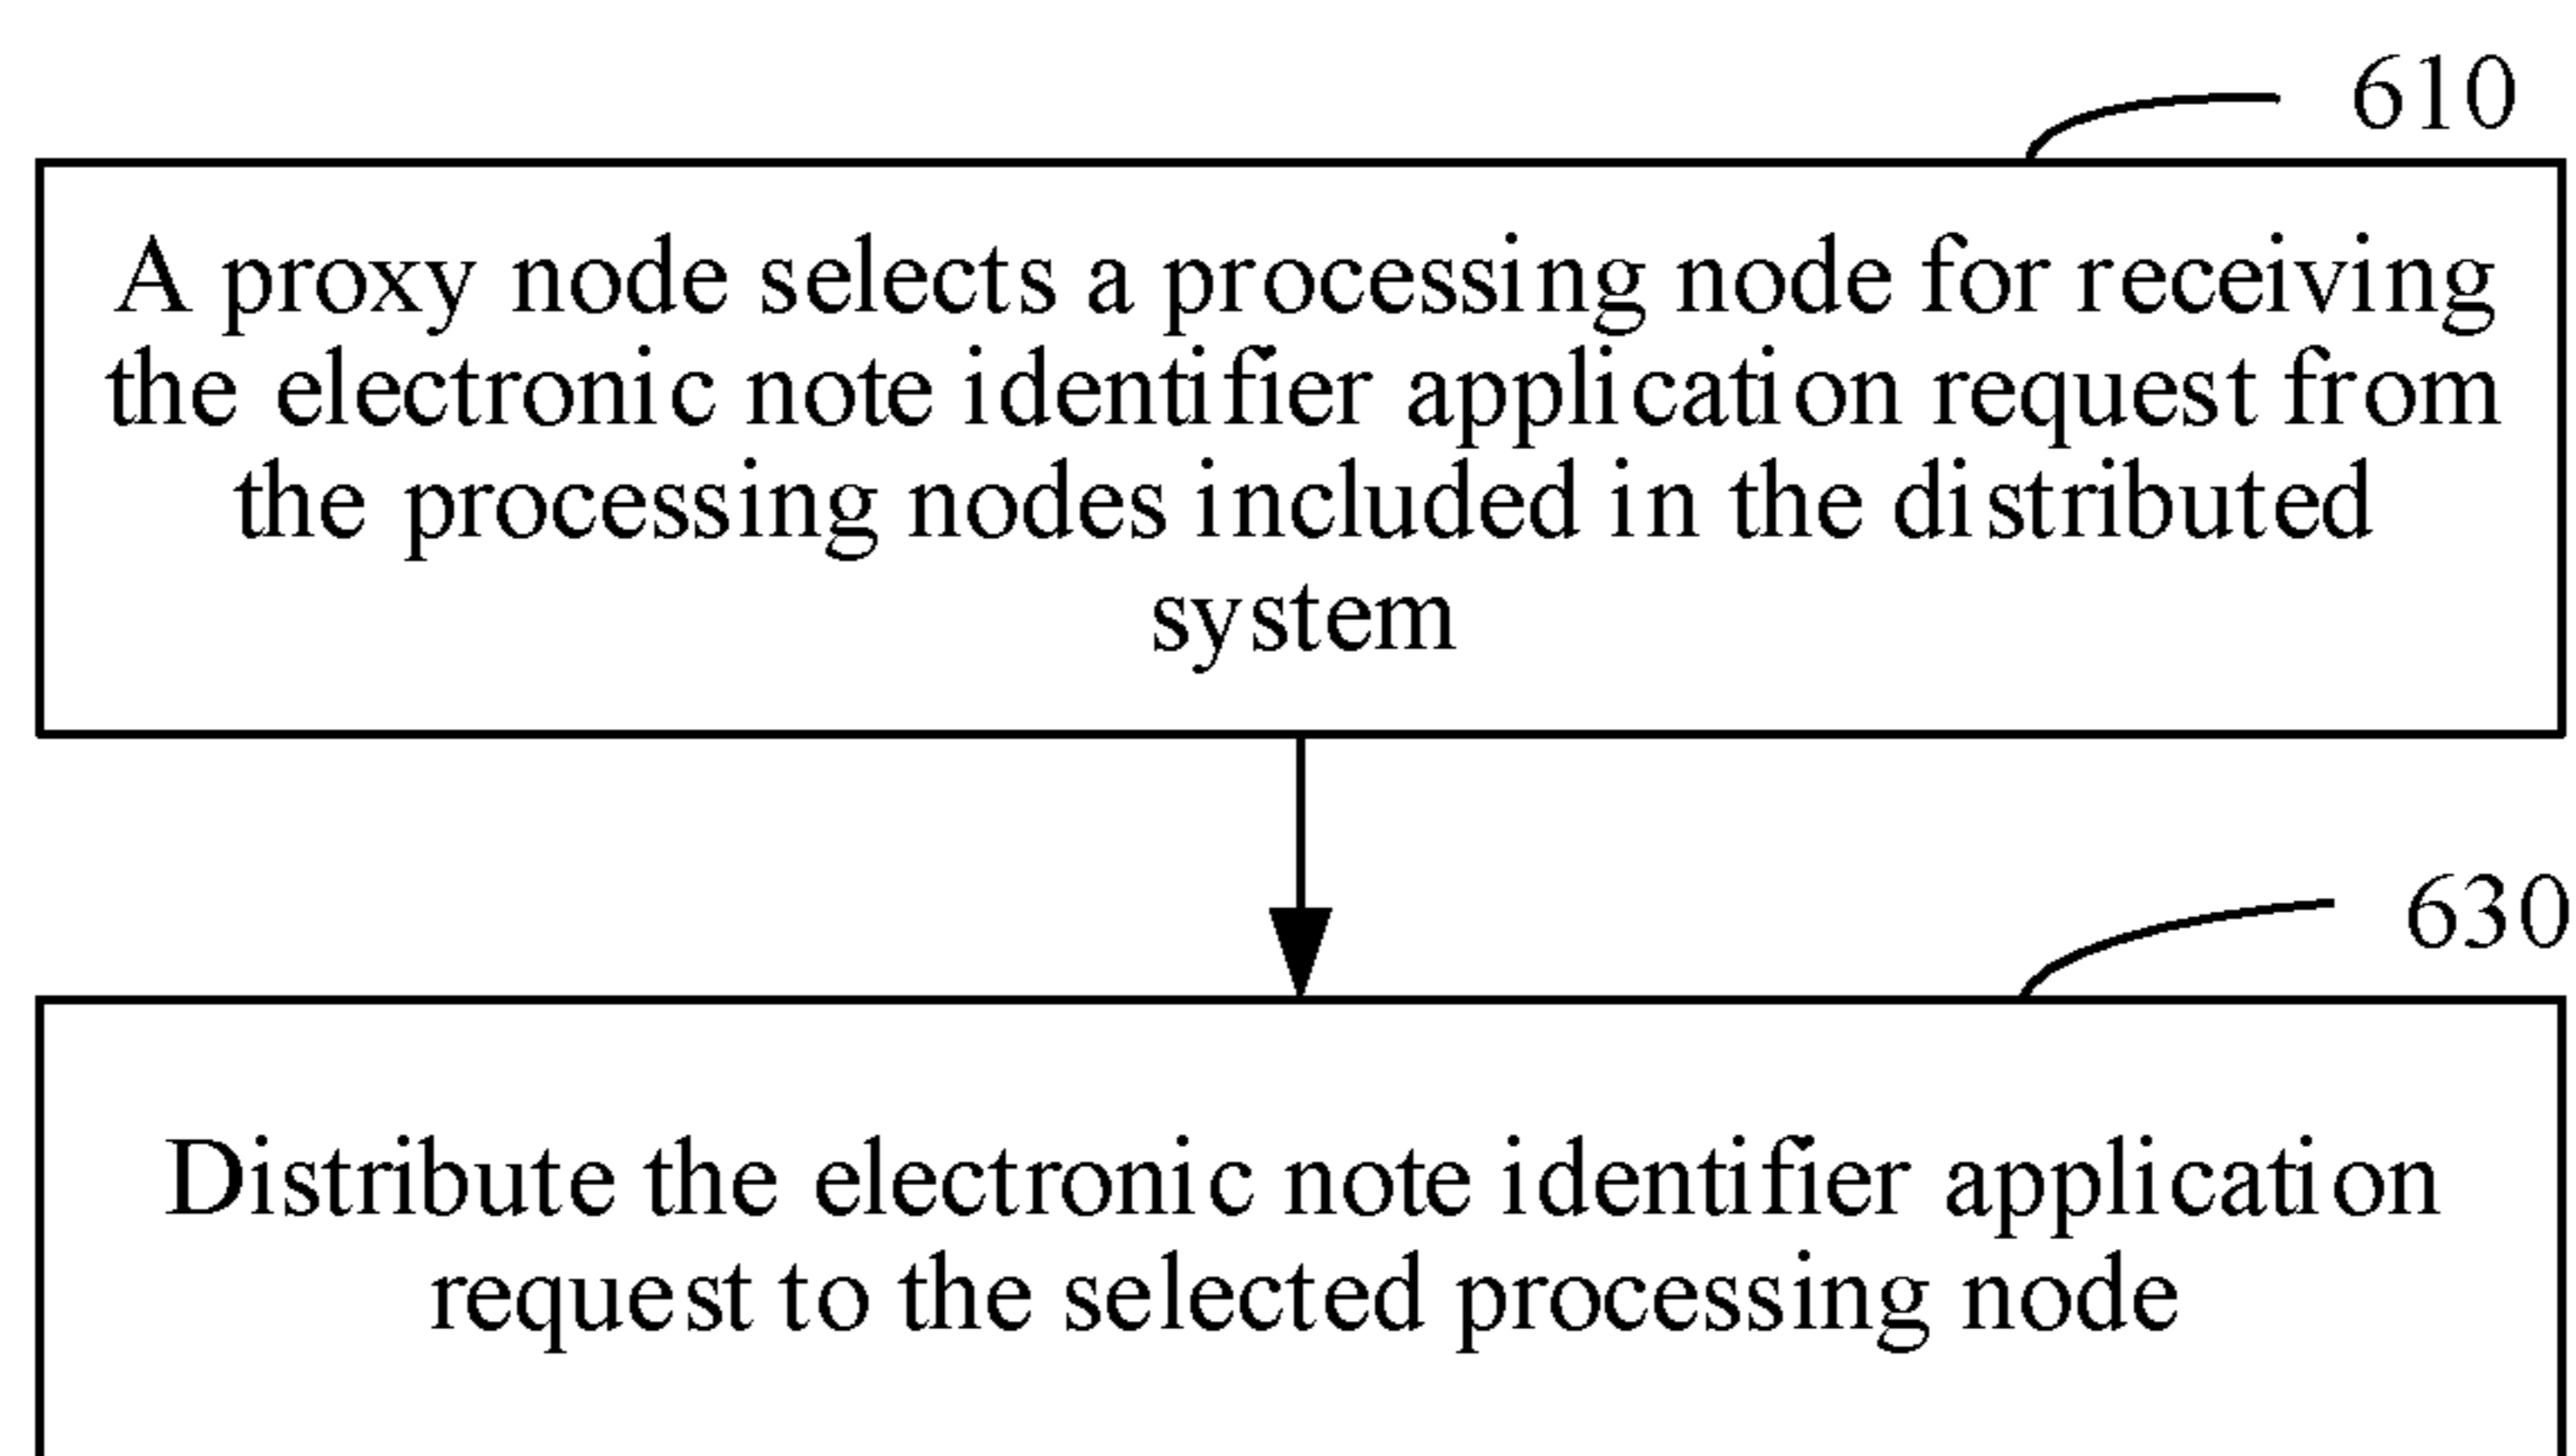 610
A proxy node selects a processing node for receiving
the electronic note identifier application request from
the processing nodes included in the distributed
system
630
Distribute the electronic note identifier application
request to the selected processing node